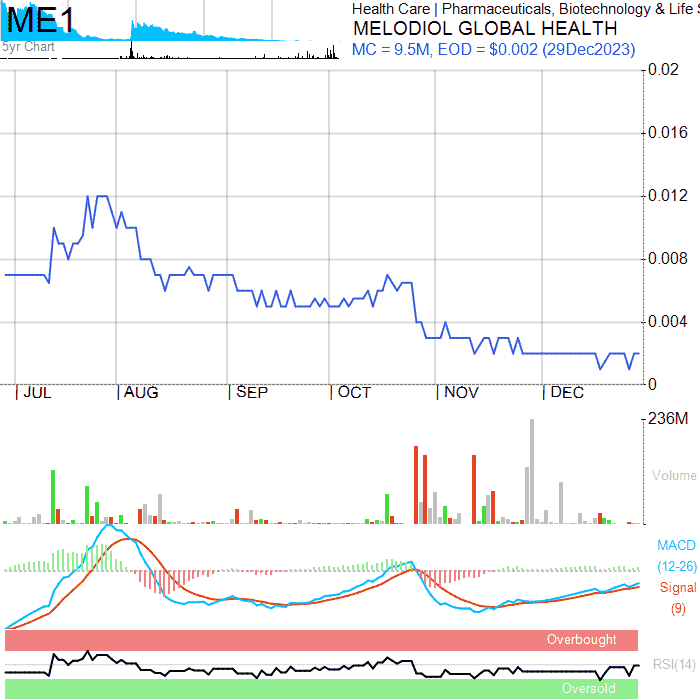 ME1
5yr Chart
Health Care | Pharmaceuticals, Biotechnology & Life S
MELODIOL GLOBAL HEALTH
MC = 9.5M, EOD = $0.002 (29Dec2023)
0.02
0.016
0.012
0.008
0.004
0
JUL AUG SEP OCT NOV DEC
236M
Volume
MACD
(12-26)
Signal
(9)
Overbought
RSI(14)
Oversold